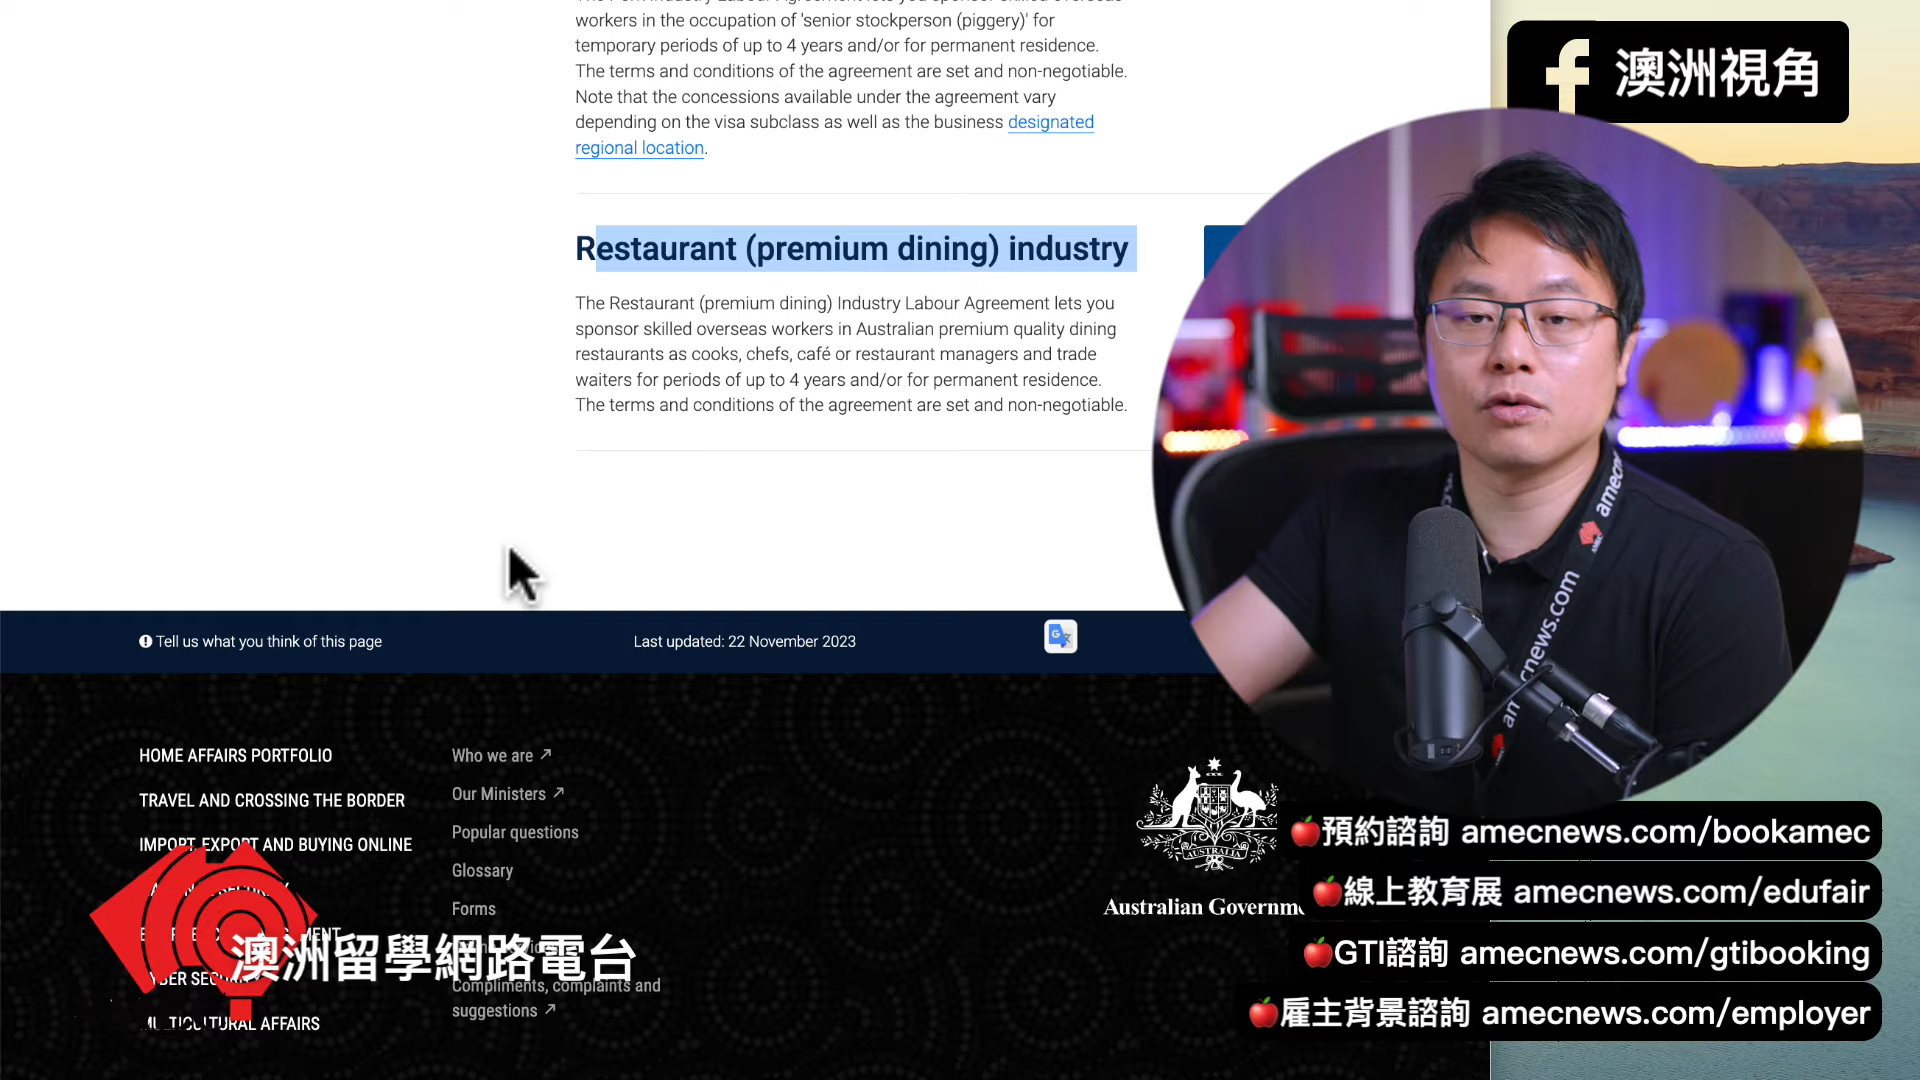 workers in the occupation of 'senior stockperson (piggery)' for
temporary periods of up to 4 years and/or for permanent residence.
The terms and conditions of the agreement are set and non-negotiable.
Note that the concessions available under the agreement vary
depending on the visa subclass as well as the business designated
regional location.
Restaurant (premium dining) industry
The Restaurant (premium dining) Industry Labour Agreement lets you
sponsor skilled overseas workers in Australian premium quality dining
restaurants as cooks, chefs, café or restaurant managers and trade
waiters for periods of up to 4 years and/or for permanent residence.
The terms and conditions of the agreement are set and non-negotiable.
澳洲視角
amecn
cnews.com
AMEC
an
Tell us what you think of this page
Last updated: 22 November 2023
HOME AFFAIRS PORTFOLIO
TRAVEL AND CROSSING THE BORDER
IMPORT, EXPORT AND BUYING ONLINE
MULTICULTURAL AFFAIRS
Who we are
Our Ministers
Popular questions
Glossary
Forms
Compliments, complaints and
suggestions
AUSTRALIA
Australian Governme
澳洲留學網路電台
預約諮詢 amecnews.com/bookamec
線上教育展 amecnews.com/edufair
GTI諮詢 amecnews.com/gtibooking
雇主背景諮詢 amecnews.com/employer